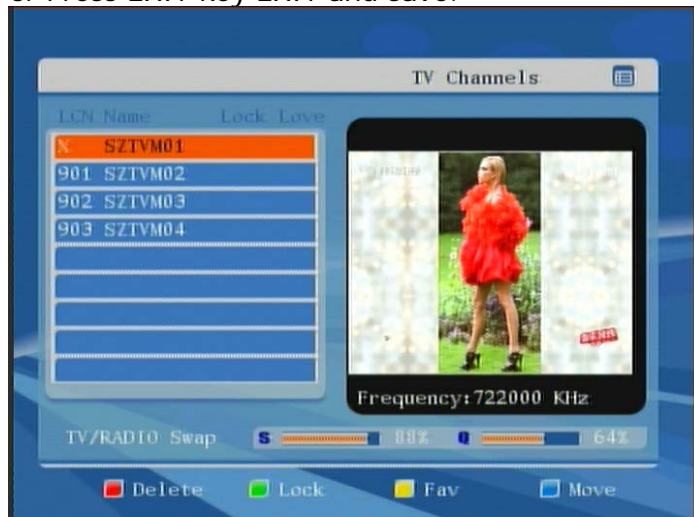 TV Channels
LCN Name Lock Love
X SZTVM01
901 SZTVM02
902 SZTVM03
903 SZTVM04
Frequency:722000 KHz
TV/RADIO Swap S 88% Q 64%
Delete Lock Fav Move